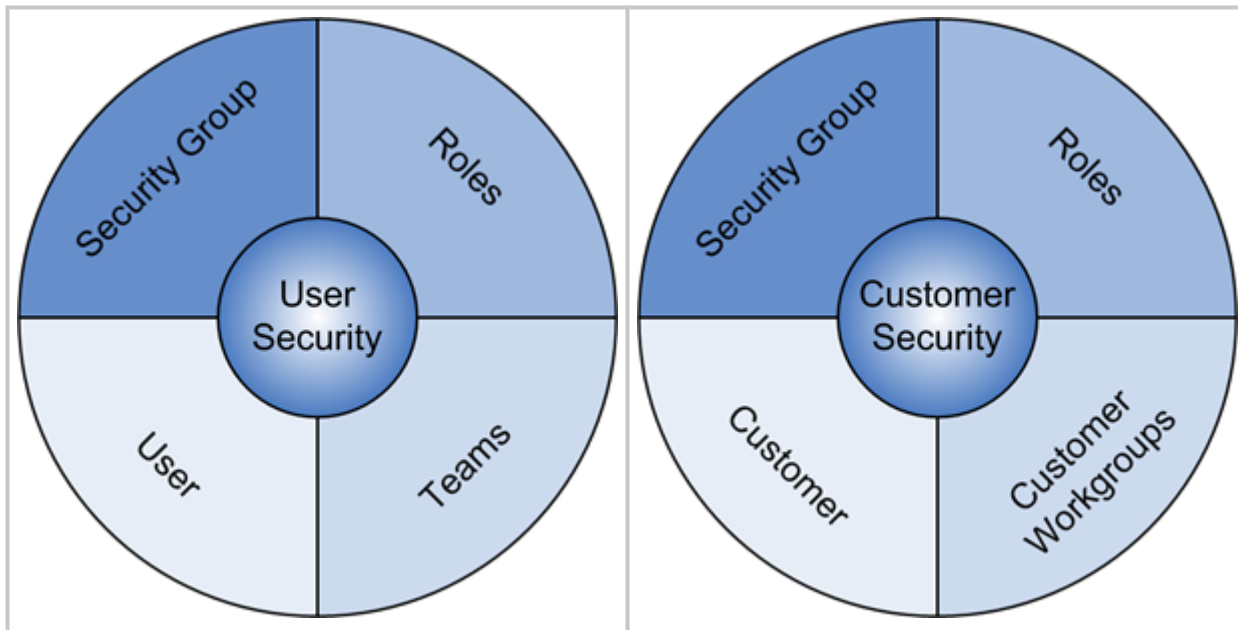 Security Group
Roles
User
Security
User
Teams
Security Group
Roles
Customer
Security
Customer
Customer
Workgroups